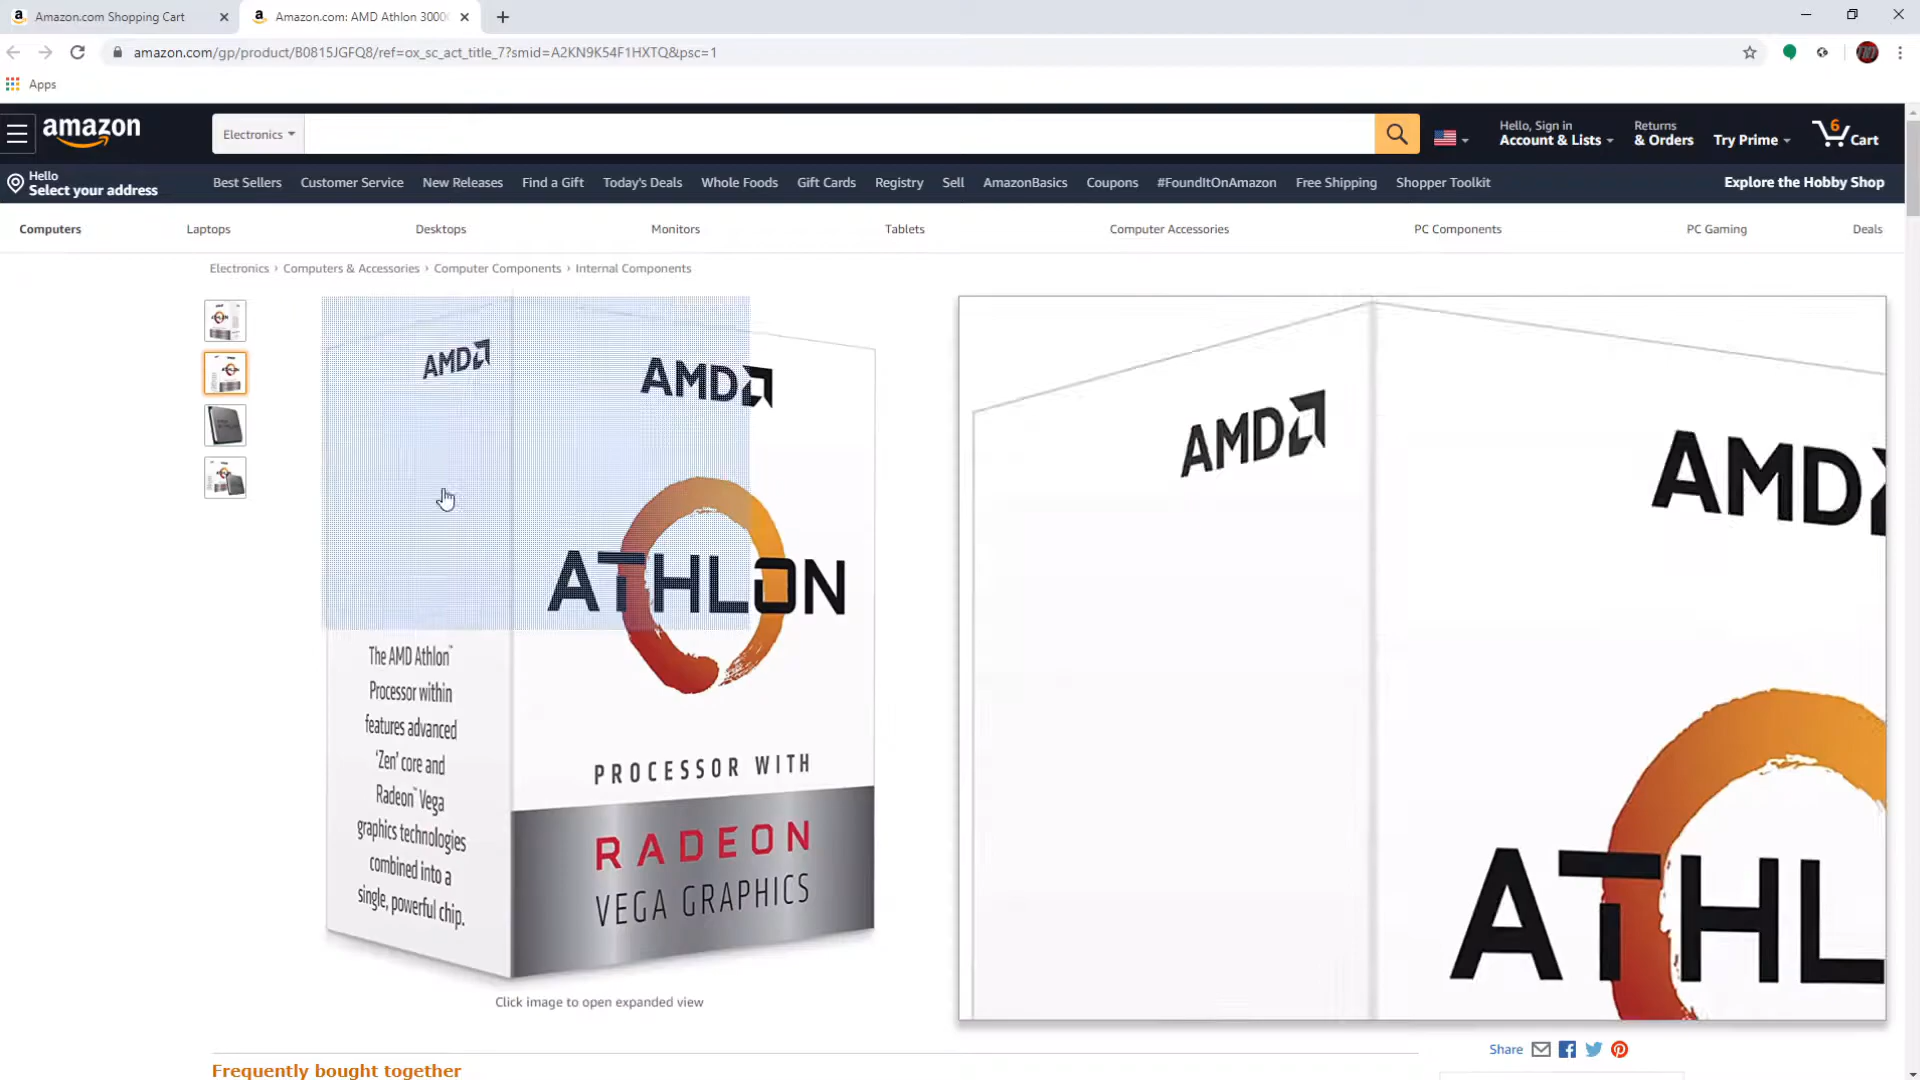 Amazon.com Shopping Cart
Amazon.com: AMD Athlon 3000
amazon.com/gp/product/B0815JGFQ8/ref=ox_sc_act_title_7?smid=A2KN9K54F1HXTQ&psc=1
Apps
amazon
Electronics
Hello, Sign in
Account & Lists
Returns
& Orders
Try Prime
6
Cart
Hello
Select your address
Best Sellers
Customer Service
New Releases
Find a Gift
Today's Deals
Whole Foods
Gift Cards
Registry
Sell
AmazonBasics
Coupons
#FoundItOnAmazon
Free Shipping
Shopper Toolkit
Explore the Hobby Shop
Computers
Laptops
Desktops
Monitors
Tablets
Computer Accessories
PC Components
PC Gaming
Deals
Electronics › Computers & Accessories › Computer Components › Internal Components
AMD
AMD
ATHLON
The AMD Athlon™
Processor within
features advanced
'Zen' core and
Radeon™ Vega
graphics technologies
combined into a
single, powerful chip.
PROCESSOR WITH
RADEON
VEGA GRAPHICS
AMD
AMD
ATHL
Click image to open expanded view
Share
Frequently bought together